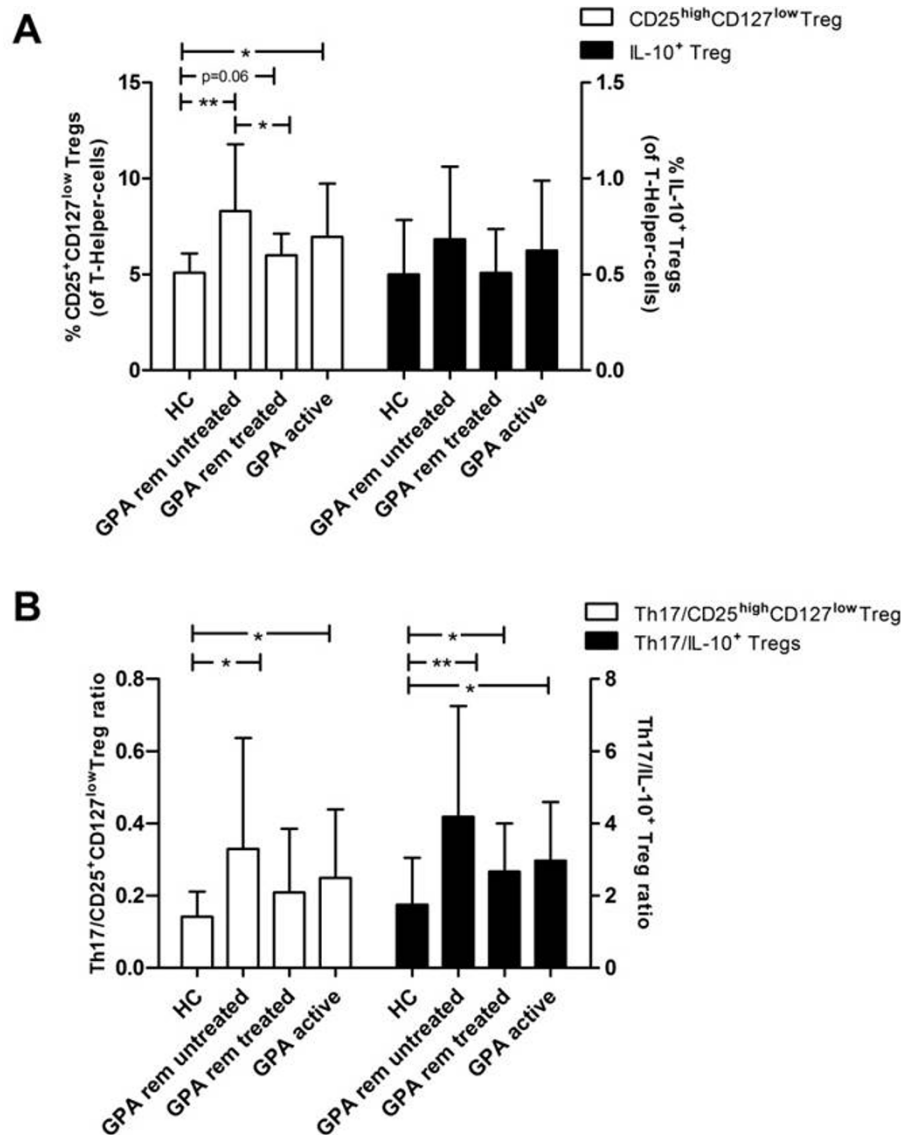 A
CD25highCD127low Treg
IL-10+ Treg
*
p=0.06
**
*
% CD25+CD127low Tregs
(of T-Helper-cells)
15
10
5
0
1.5
1.0
0.5
0.0
% IL-10+ Tregs
(of T-Helper-cells)
HC
GPA rem untreated
GPA rem treated
GPA active
HC
GPA rem untreated
GPA rem treated
GPA active
B
Th17/CD25highCD127low Treg
Th17/IL-10+ Tregs
*
*
*
**
*
Th17/CD25+CD127lowTreg ratio
0.8
0.6
0.4
0.2
0.0
8
6
4
2
0
Th17/IL-10+ Treg ratio
HC
GPA rem untreated
GPA rem treated
GPA active
HC
GPA rem untreated
GPA rem treated
GPA active